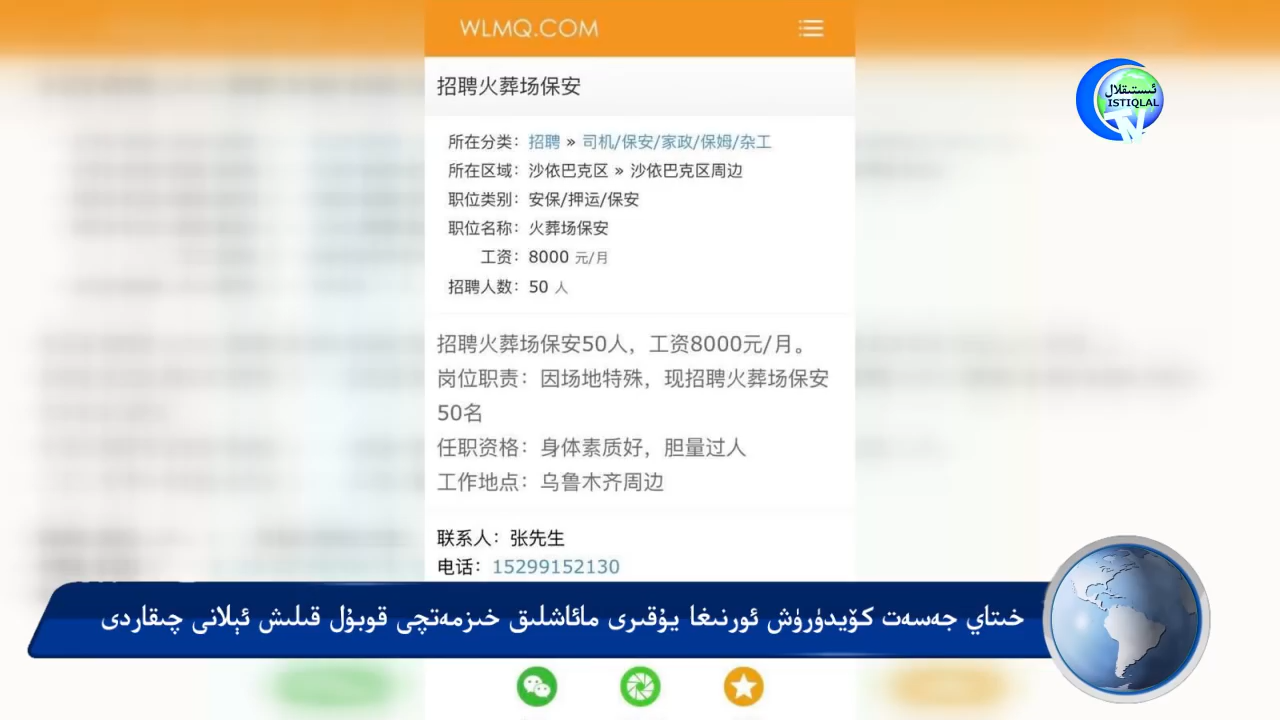 WLMQ.COM
招聘火葬场保安
所在分类：招聘 » 司机/保安/家政/保姆/杂工
所在区域：沙依巴克区 » 沙依巴克区周边
职位类别：安保/押运/保安
职位名称：火葬场保安
工资：8000 元/月
招聘人数：50 人
招聘火葬场保安50人，工资8000元/月。
岗位职责：因场地特殊，现招聘火葬场保安
50名
任职资格：身体素质好，胆量过人
工作地点：乌鲁木齐周边
联系人：张先生
电话：15299152130
ئىستىقلال
ISTIQLAL
TV
خىتاي جەسەت كۆيدۈرۈش ئورنىغا يۇقىرى مائاشلىق خىزمەتچى قوبۇل قىلىش ئېلانى چىقاردى